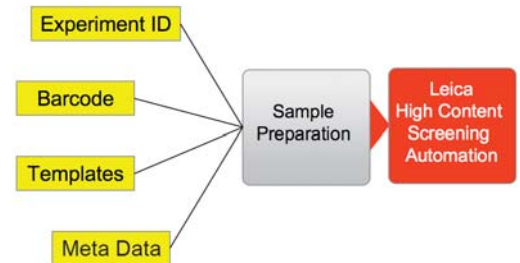 Experiment ID
Barcode
Templates
Meta Data
Sample
Preparation
Leica
High Content
Screening
Automation